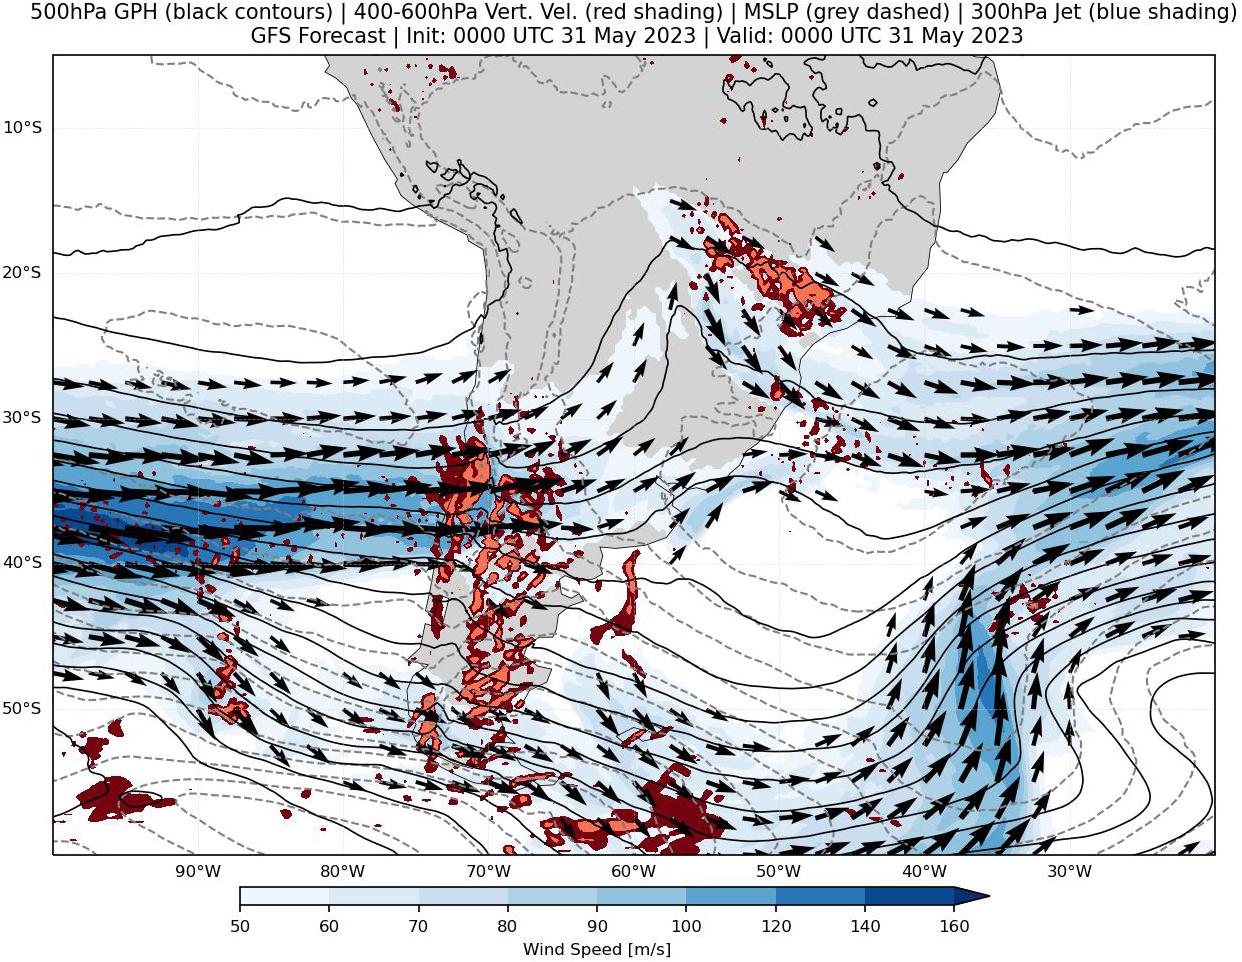 500hPa GPH (black contours) | 400-600hPa Vert. Vel. (red shading) | MSLP (grey dashed) | 300hPa Jet (blue shading)
GFS Forecast | Init: 0000 UTC 31 May 2023 | Valid: 0000 UTC 31 May 2023
10°S
20°S
30°S
40°S
50°S
90°W 80°W 70°W 60°W 50°W 40°W 30°W
50 60 70 80 90 100 120 140 160
Wind Speed [m/s]